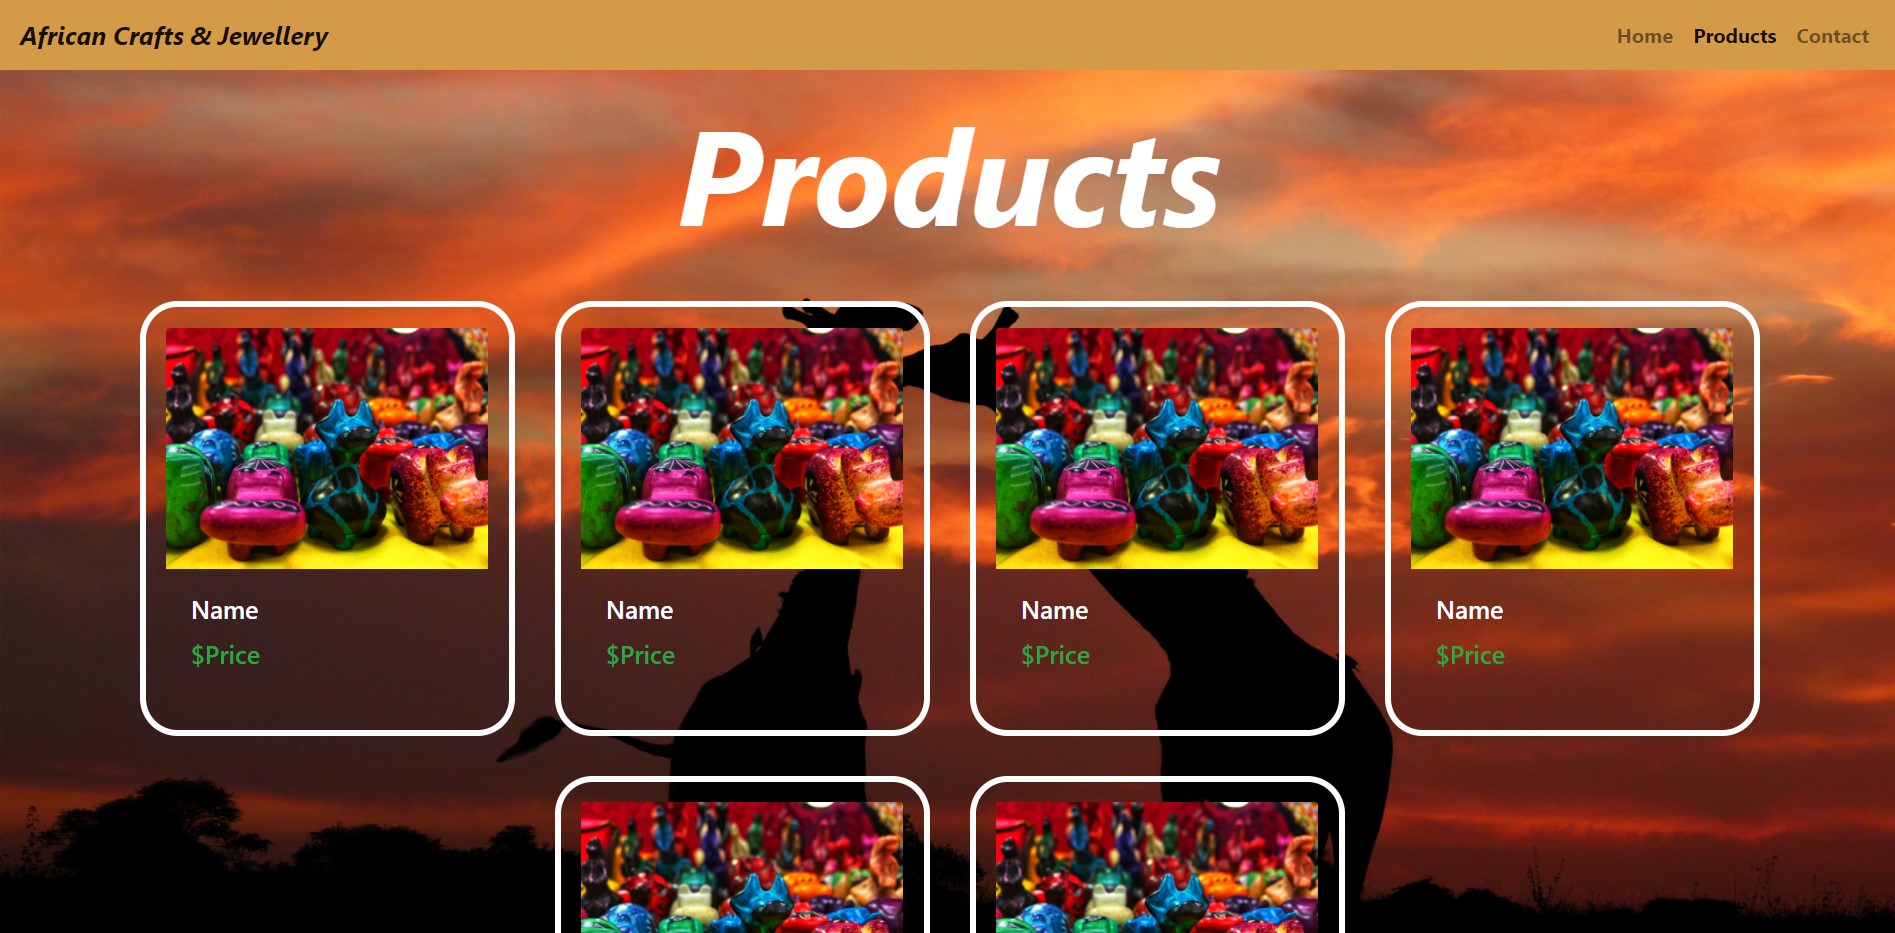 African Crafts & Jewellery
Home Products Contact
Products
Name
$Price
Name
$Price
Name
$Price
Name
$Price